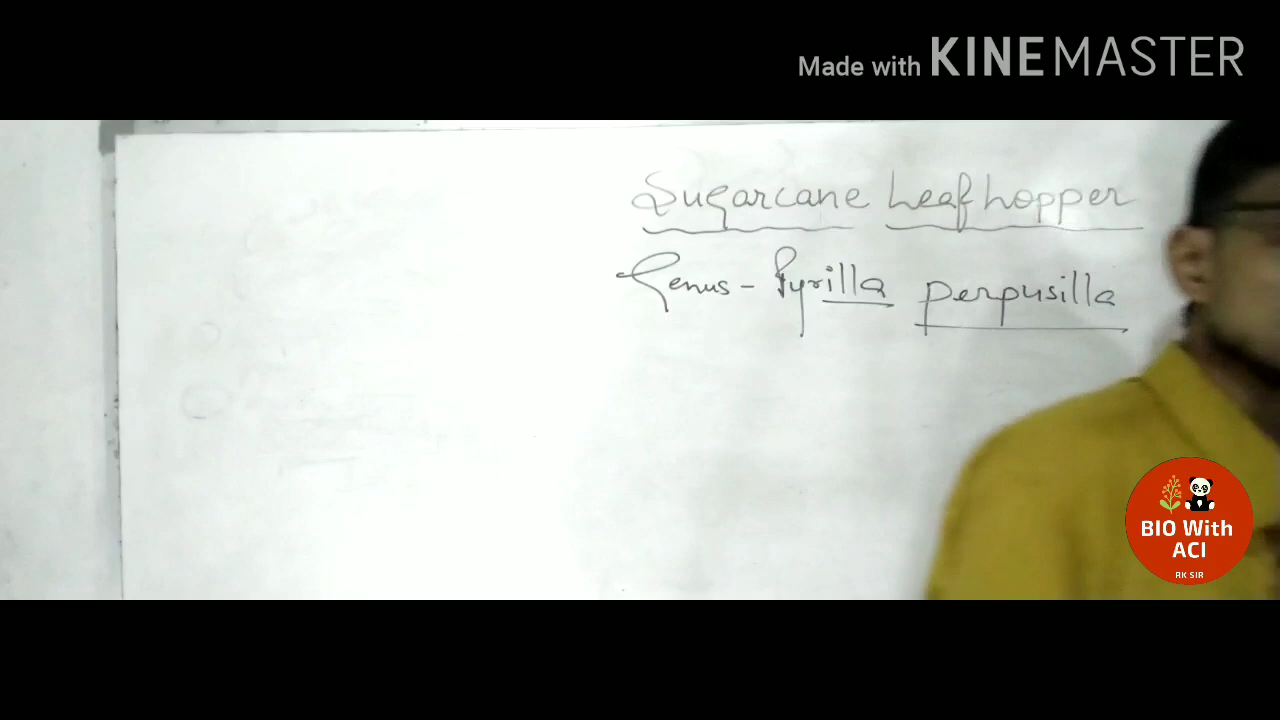 Made with KINEMASTER
Sugarcane Leafhopper
Genus - Pyrilla perpusilla
BIO With
ACI
RK SIR